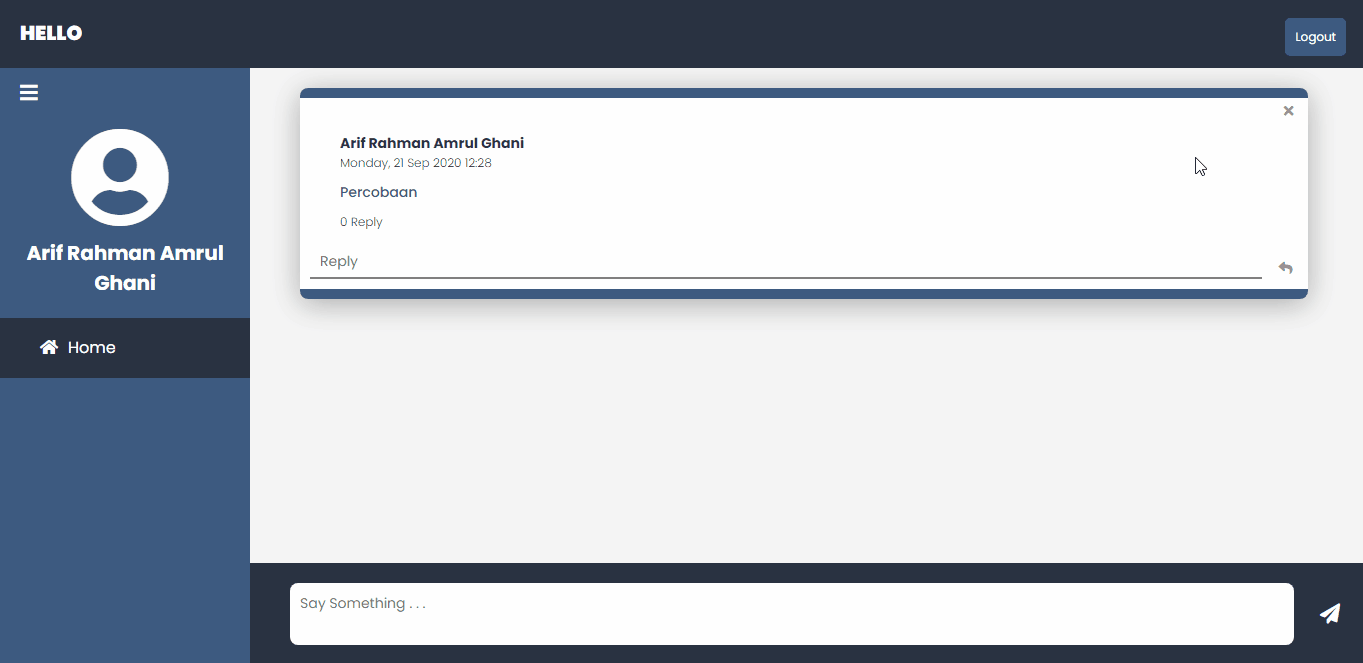 HELLO
Logout
Arif Rahman Amrul
Ghani
Home
Arif Rahman Amrul Ghani
Monday, 21 Sep 2020 12:28
Percobaan
0 Reply
Reply
Say Something . . .